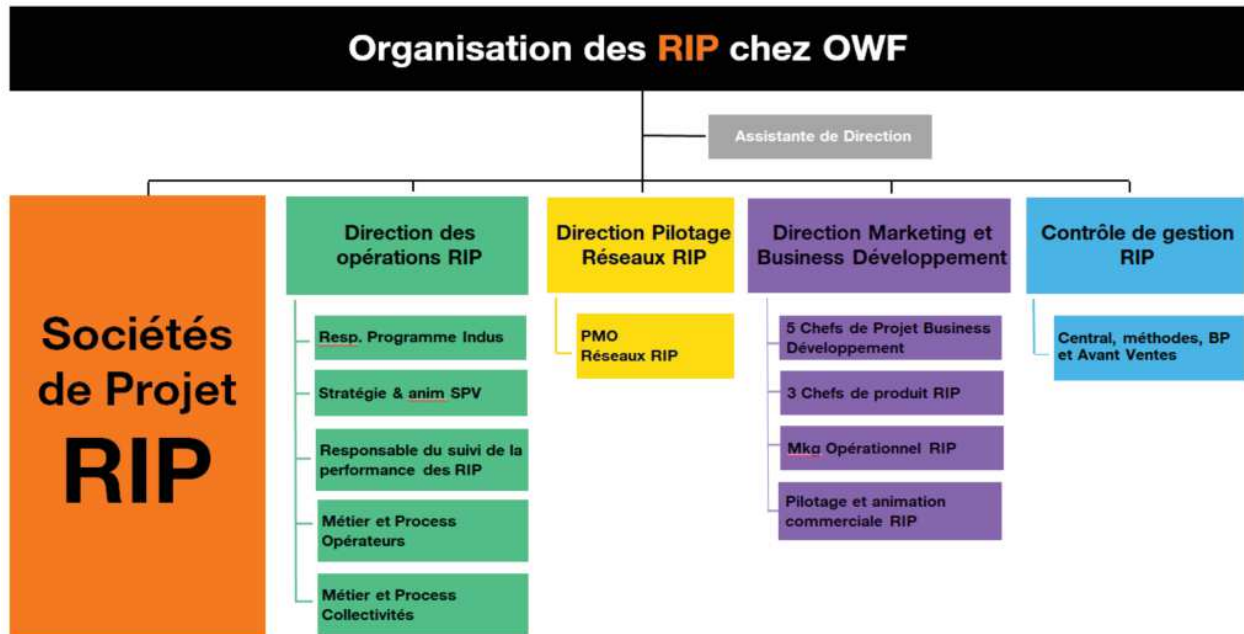 Organisation des RIP chez OWF
Assistante de Direction
Sociétés
de Projet
RIP
Direction des
opérations RIP
Resp. Programme Indus
Stratégie & anim SPV
Responsable du suivi de la
performance des RIP
Métier et Process
Opérateurs
Métier et Process
Collectivités
Direction Pilotage
Réseaux RIP
PMO
Réseaux RIP
Direction Marketing et
Business Développement
5 Chefs de Projet Business
Développement
3 Chefs de produit RIP
Mkg Opérationnel RIP
Pilotage et animation
commerciale RIP
Contrôle de gestion
RIP
Central, méthodes, BP
et Avant Ventes